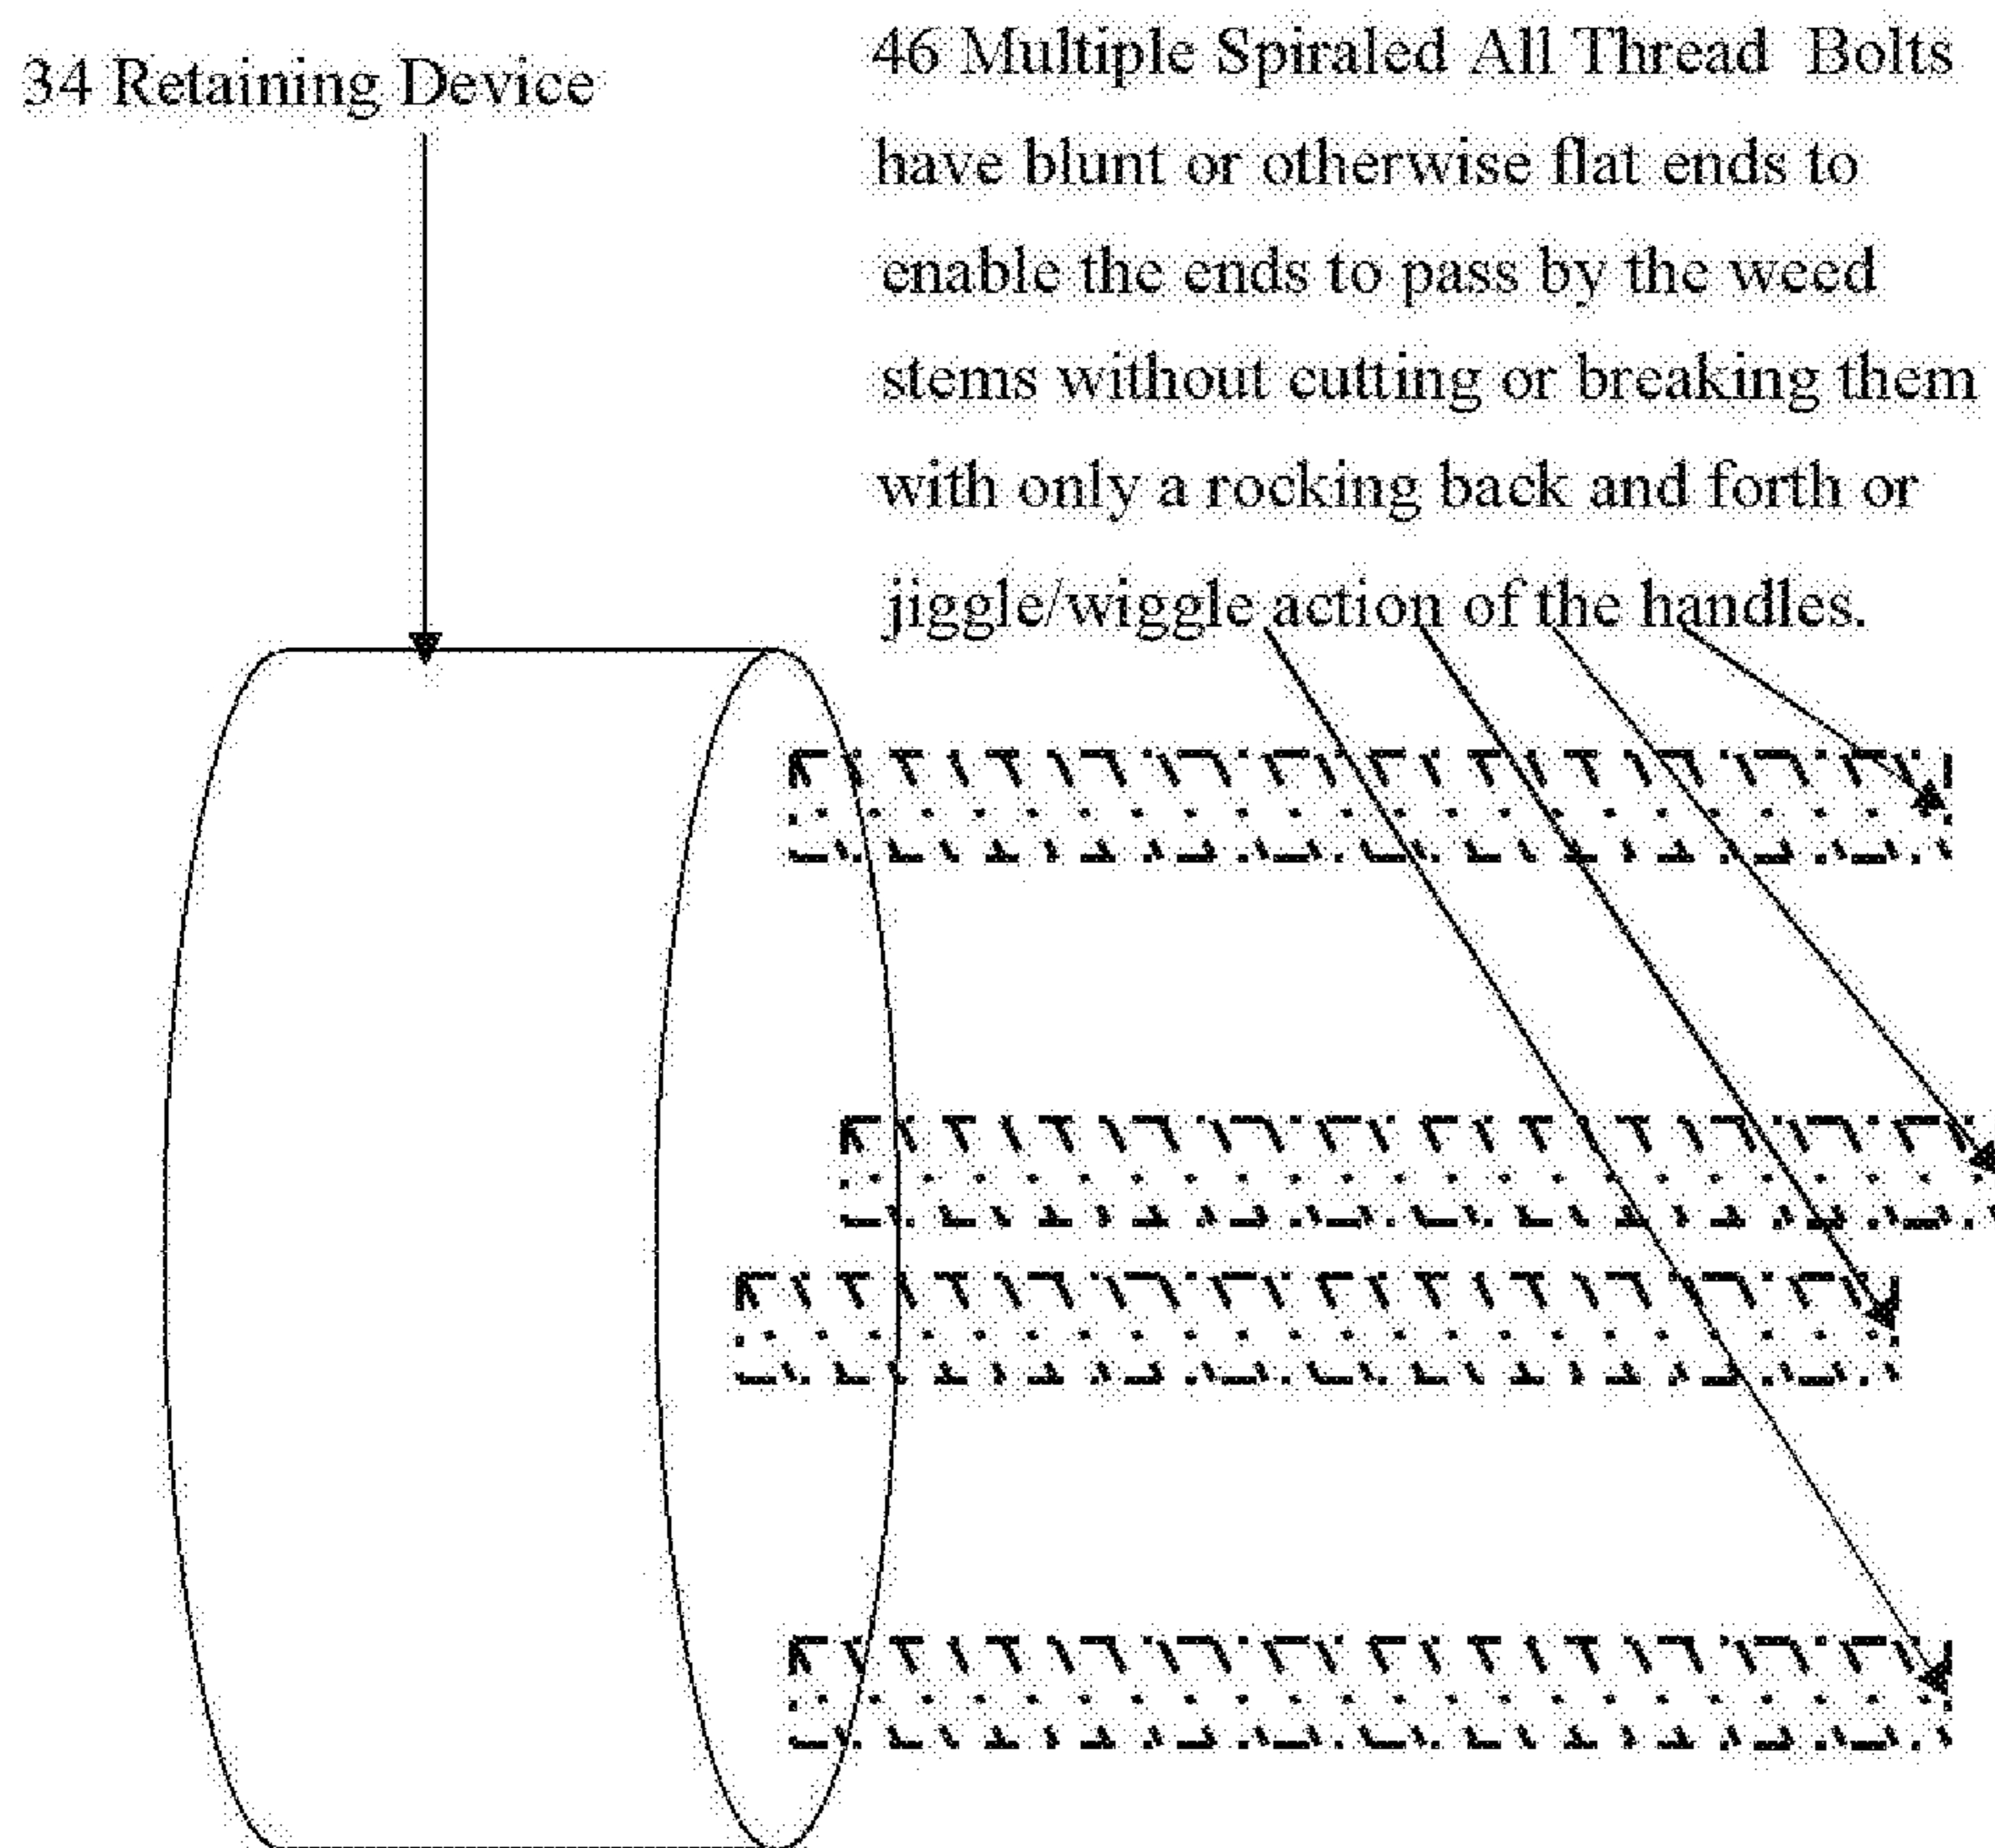 34 Retaining Device
46 Multiple Spiraled All Thread Bolts
have blunt or otherwise flat ends to
enable the ends to pass by the weed
stems without cutting or breaking them
with only a rocking back and forth or
jiggle/wiggle action of the handles.